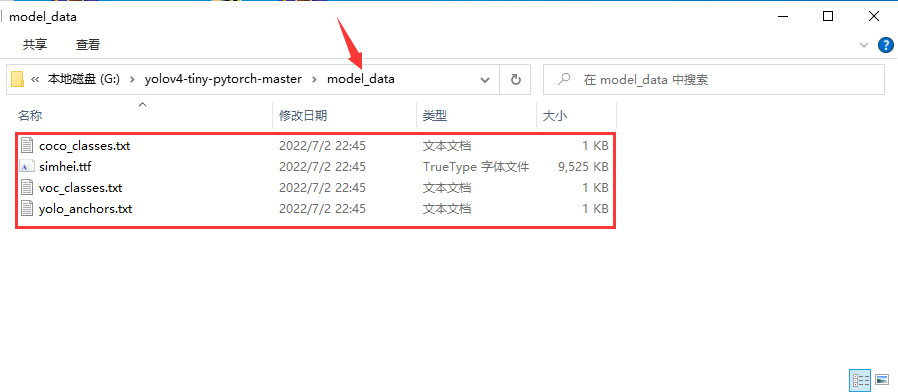 model_data
共享 查看
« 本地磁盘 (G:) › yolov4-tiny-pytorch-master › model_data 在 model_data 中搜索
名称 修改日期 类型 大小
coco_classes.txt 2022/7/2 22:45 文本文档 1 KB
simhei.ttf 2022/7/2 22:45 TrueType 字体文件 9,525 KB
voc_classes.txt 2022/7/2 22:45 文本文档 1 KB
yolo_anchors.txt 2022/7/2 22:45 文本文档 1 KB